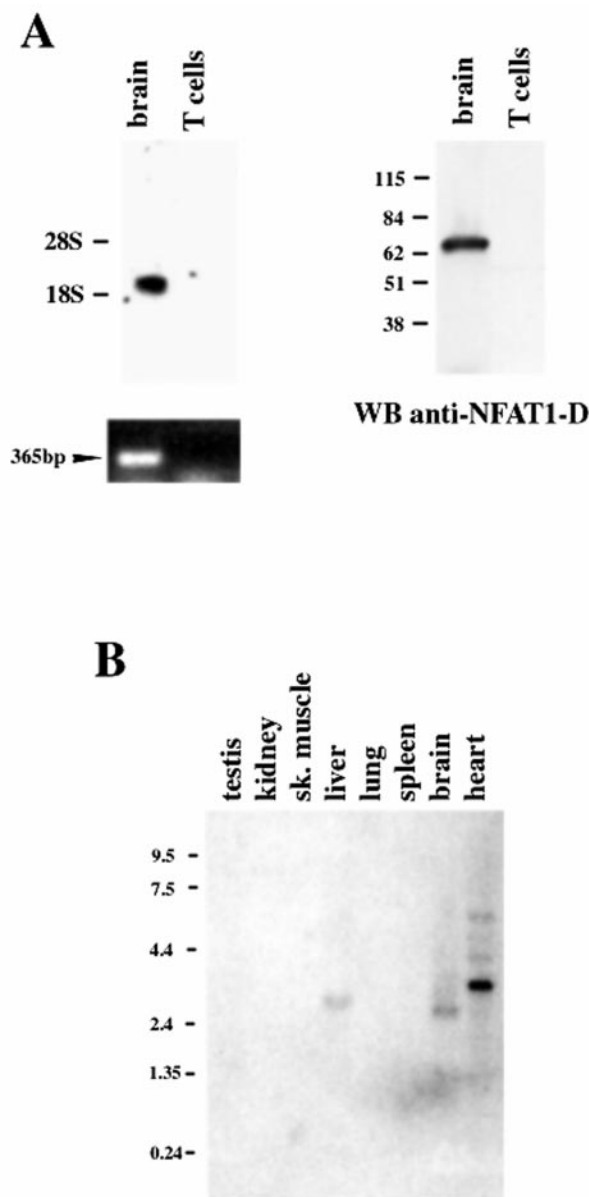 A
brain
T cells
28S
18S
365bp
brain
T cells
115
84
62
51
38
WB anti-NFAT1-D
B
testis
kidney
sk. muscle
liver
lung
spleen
brain
heart
9.5
7.5
4.4
2.4
1.35
0.24